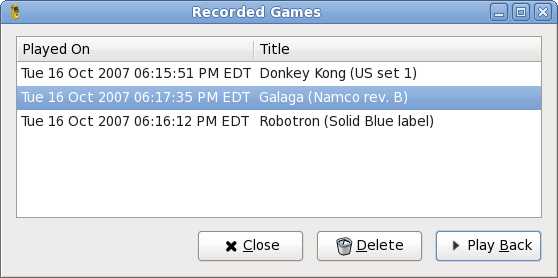 Recorded Games
Played On Title
Tue 16 Oct 2007 06:15:51 PM EDT Donkey Kong (US set 1)
Tue 16 Oct 2007 06:17:35 PM EDT Galaga (Namco rev. B)
Tue 16 Oct 2007 06:16:12 PM EDT Robotron (Solid Blue label)
Close Delete Play Back